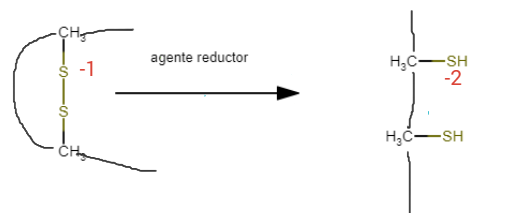 CH₃
S -1
S
CH₃
agente reductor
H₃C SH
-2
H₃C SH